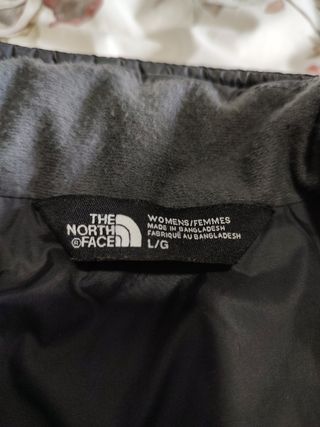 THE
NORTH
®FACE
WOMENS/FEMMES
MADE IN BANGLADESH
FABRIQUÉ AU BANGLADESH
L/G